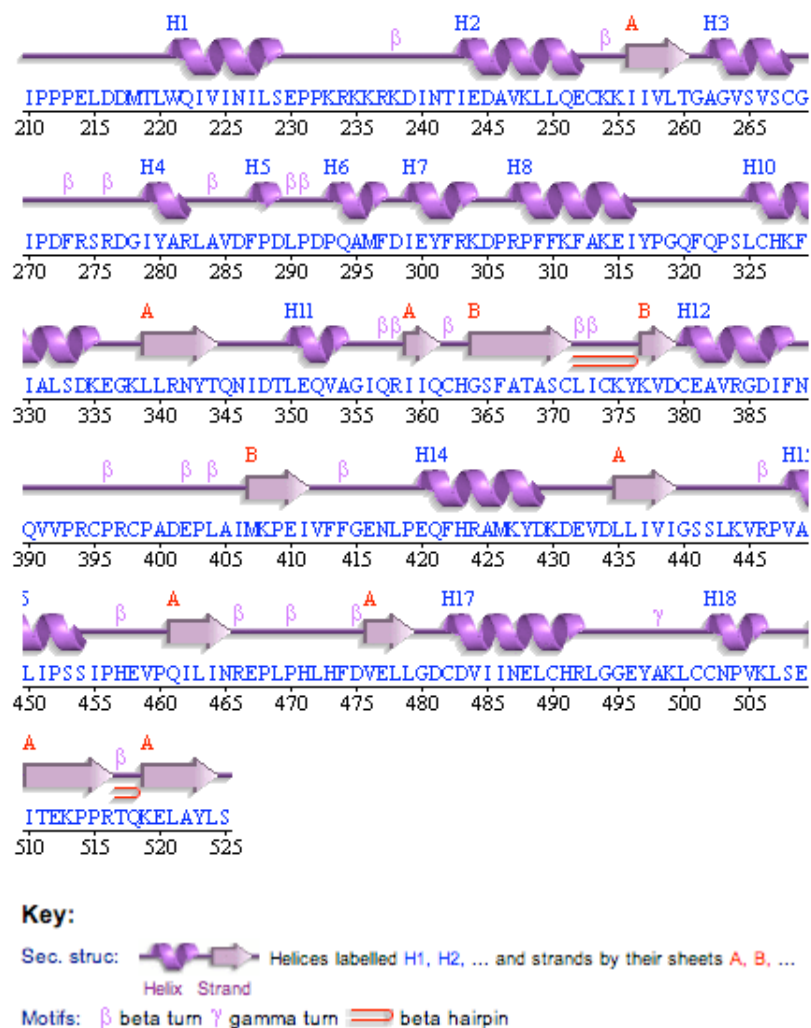 H1 β H2 β A H3
IPPPELDDMTLWQIVINILSEPPKRKKRKDINTIEDAVKLLQECKKIIVLTGAGVSVSCG
210 215 220 225 230 235 240 245 250 255 260 265
β β H4 β H5 β β H6 H7 H8 H10
IPDFRSRDGIYARLAVDFPDLPDPQAMFDIEYFRKDPRPFFKFAKEIYPGQFQPSLCHKF
270 275 280 285 290 295 300 305 310 315 320 325
A H11 β β A β B β β B H12
IALSDKEGKLLRNYTQNIDTLEQVAGIQRIIQCHGSFATASCLICKYKVDCEAVRGDIFN
330 335 340 345 350 355 360 365 370 375 380 385
β β β B β H14 A β H1
QVVPRCPRCPADEPLAIMKPEIVFFGENLPEQFHRAMKYDKDEVDLLIVIGSSLKVRPVA
390 395 400 405 410 415 420 425 430 435 440 445
5 β A β β β A H17 γ H18
LIPSSIPHEVPQILINREPLPHLHFDVELLGDCDVIINELCHRLGGEYAKLCCNPVKLSE
450 455 460 465 470 475 480 485 490 495 500 505
A β A
ITEKPPRTQKELAYLS
510 515 520 525
Key:
Sec. struc: Helices labelled H1, H2, ... and strands by their sheets A, B, ...
Helix Strand
Motifs: β beta turn γ gamma turn beta hairpin